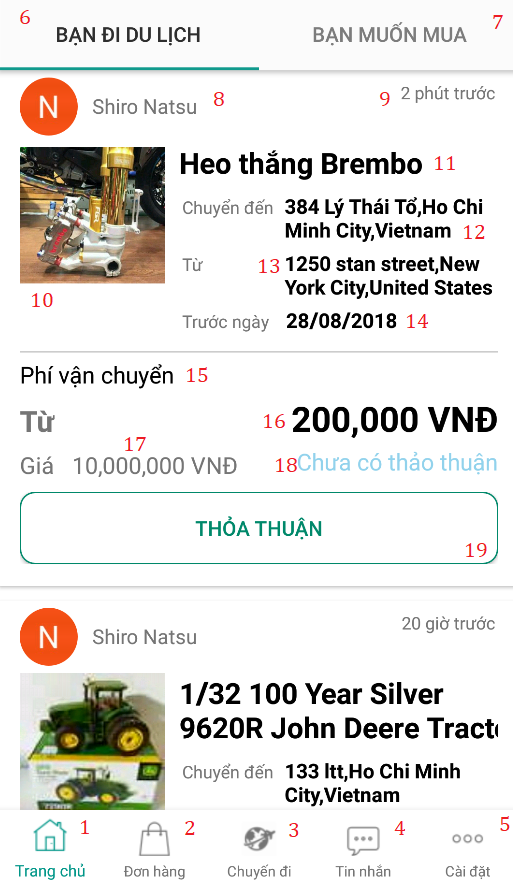 6 BẠN ĐI DU LỊCH BẠN MUỐN MUA 7
N Shiro Natsu 8 9 2 phút trước
Heo thắng Brembo 11
Chuyển đến 384 Lý Thái Tổ,Ho Chi
Minh City,Vietnam 12
Từ 13 1250 stan street,New
York City,United States
10
Trước ngày 28/08/2018 14
Phí vận chuyển 15
Từ 16 200,000 VNĐ
17
Giá 10,000,000 VNĐ 18 Chưa có thảo thuận
THỎA THUẬN
19
N Shiro Natsu 20 giờ trước
1/32 100 Year Silver
9620R John Deere Tracto
Chuyển đến 133 ltt,Ho Chi Minh
City,Vietnam
1 2 3 4 5
Trang chủ Đơn hàng Chuyến đi Tin nhắn Cài đặt